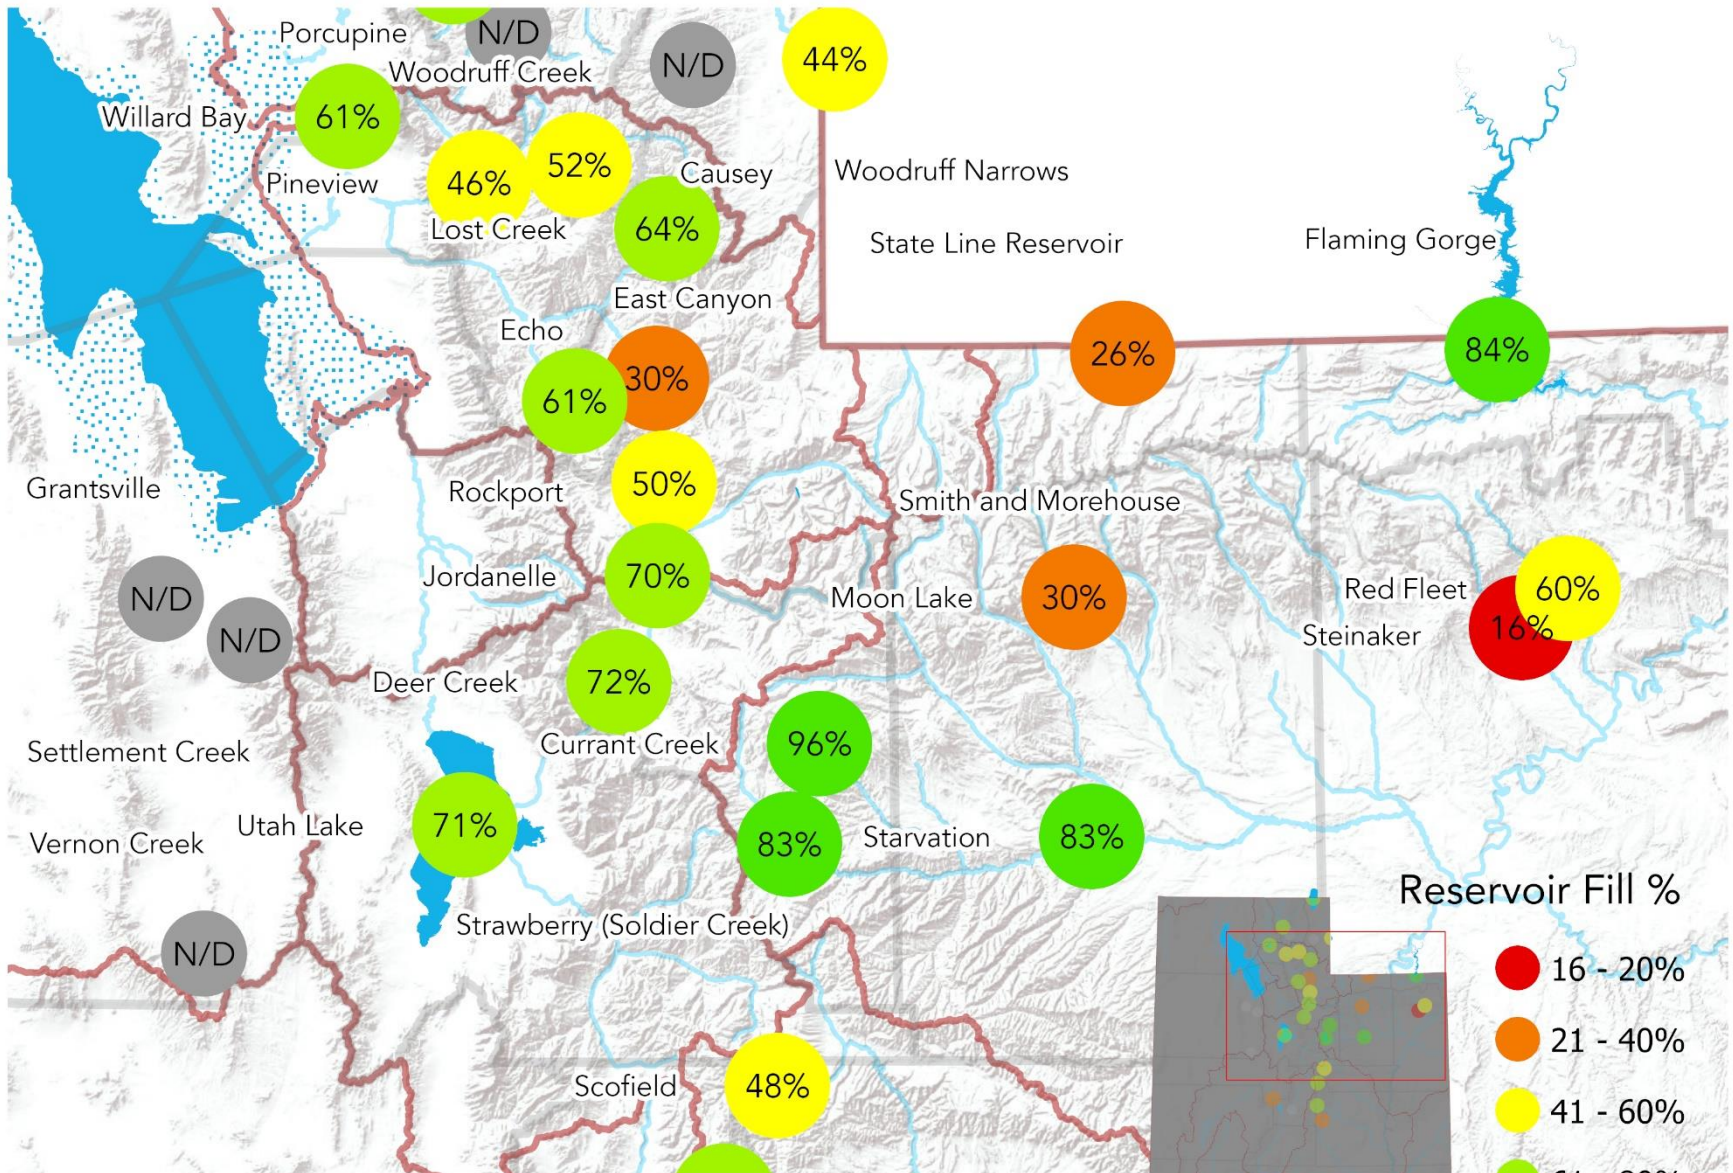 Porcupine
N/D
Woodruff Creek
N/D
44%
Willard Bay
61%
Pineview
46%
52%
Causey
Lost Creek
64%
Woodruff Narrows
State Line Reservoir
Flaming Gorge
East Canyon
Echo
30%
61%
26%
84%
Grantsville
Rockport
50%
Smith and Morehouse
N/D
N/D
Jordanelle
70%
Moon Lake
30%
Red Fleet
60%
Steinaker
16%
Deer Creek
72%
Settlement Creek
Currant Creek
96%
Vernon Creek
Utah Lake
71%
83%
Starvation
83%
N/D
Strawberry (Soldier Creek)
Scofield
48%
Reservoir Fill %
16 - 20%
21 - 40%
41 - 60%